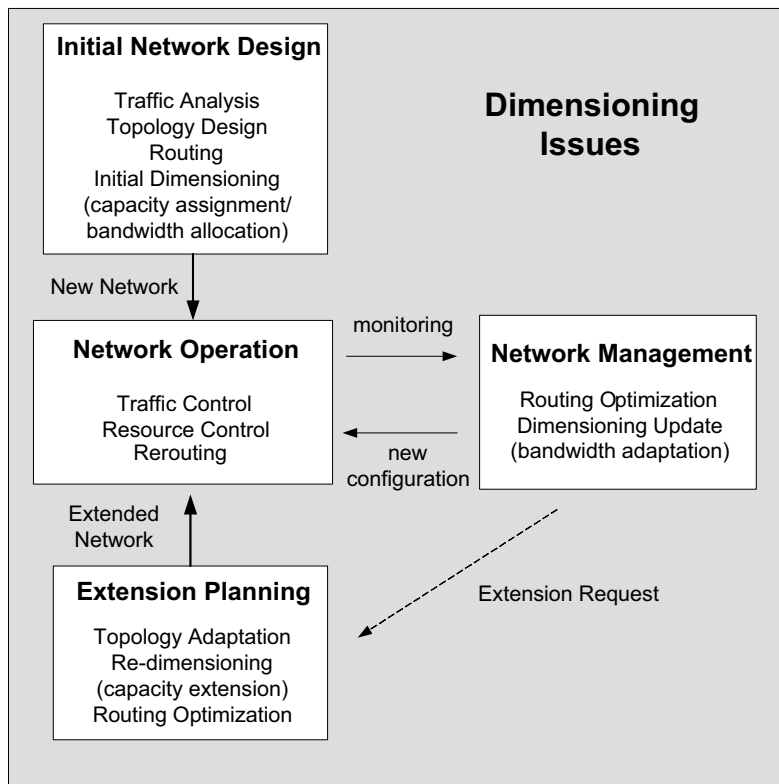 Initial Network Design
Traffic Analysis
Topology Design
Routing
Initial Dimensioning
(capacity assignment/
bandwidth allocation)
Dimensioning
Issues
New Network
Network Operation
Traffic Control
Resource Control
Rerouting
monitoring
new
configuration
Network Management
Routing Optimization
Dimensioning Update
(bandwidth adaptation)
Extended
Network
Extension Request
Extension Planning
Topology Adaptation
Re-dimensioning
(capacity extension)
Routing Optimization